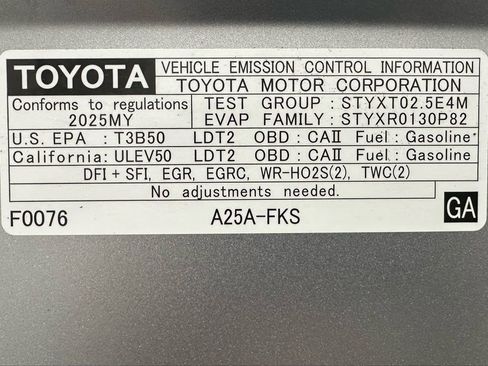 TOYOTA VEHICLE EMISSION CONTROL INFORMATION
TOYOTA MOTOR CORPORATION
Conforms to regulations
2025MY
TEST GROUP : STYXT02.5E4M
EVAP FAMILY : STYXR0130P82
U.S. EPA : T3B50 LDT2 OBD : CAII Fuel : Gasoline
California: ULEV50 LDT2 OBD : CAII Fuel : Gasoline
DFI + SFI, EGR, EGRC, WR-HO2S(2), TWC(2)
No adjustments needed.
F0076 A25A-FKS GA